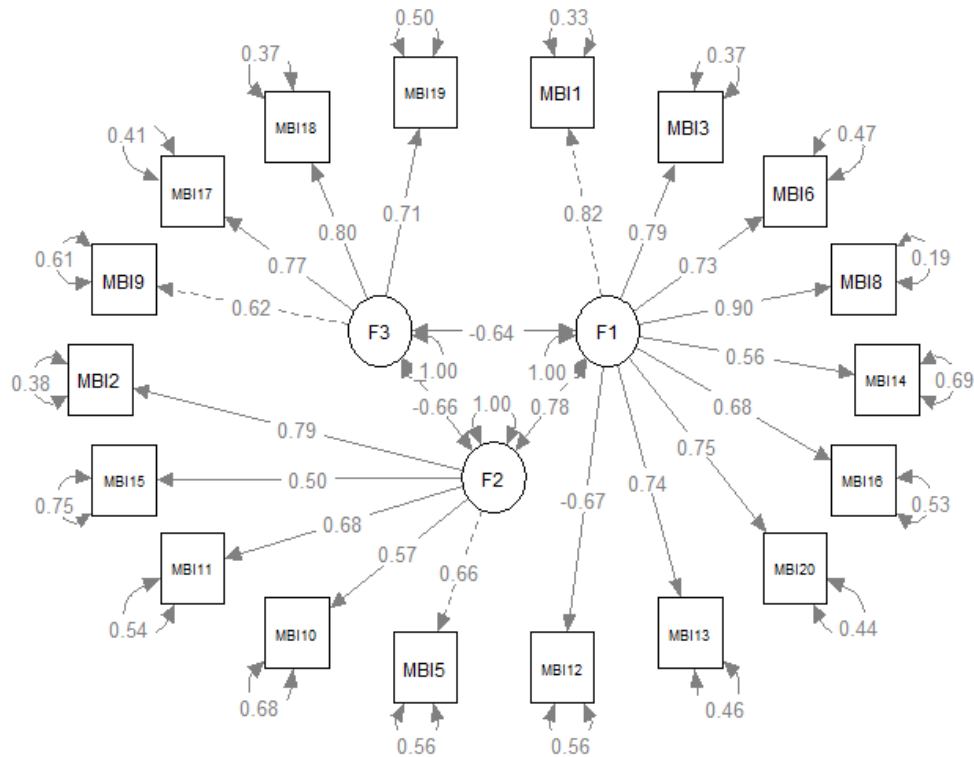 0.50 0.33
0.37 0.37
MBI19 MBI1
MBI18 MBI3
0.41 0.47
MBI17 MBI6
0.71 0.82
0.80 0.79
0.61 0.77 0.73 0.19
MBI9 MBI8
0.62 0.90
F3 -0.64 F1
0.56
1.00 1.00
0.38 MBI2 MBI14 0.69
-0.66 1.00 0.78 0.68
0.79 0.75
0.75 MBI15 0.50 F2 0.74 MBI16 0.53
-0.67
0.68
0.57
MBI11 0.66 MBI20
0.54 0.44
MBI10 MBI13
MBI5 MBI12
0.68 0.46
0.56 0.56